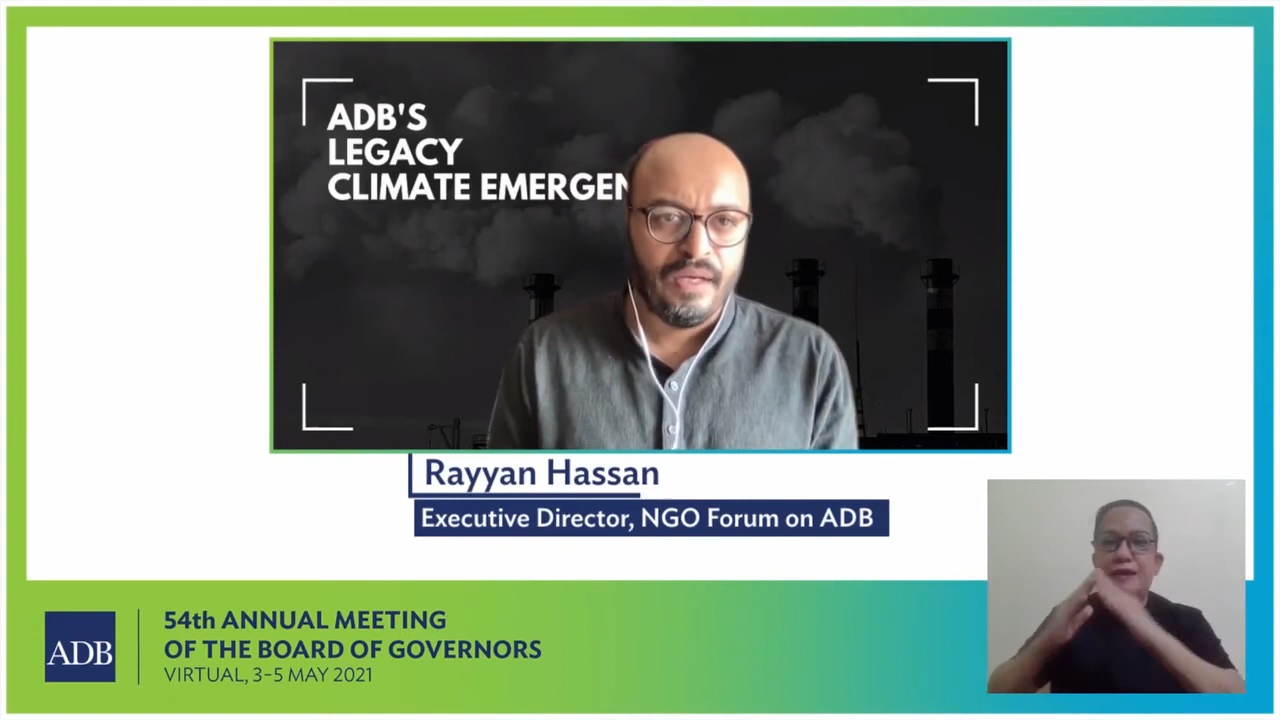 ADB'S
LEGACY
CLIMATE EMERGEN
Rayyan Hassan
Executive Director, NGO Forum on ADB
ADB
54th ANNUAL MEETING
OF THE BOARD OF GOVERNORS
VIRTUAL, 3–5 MAY 2021